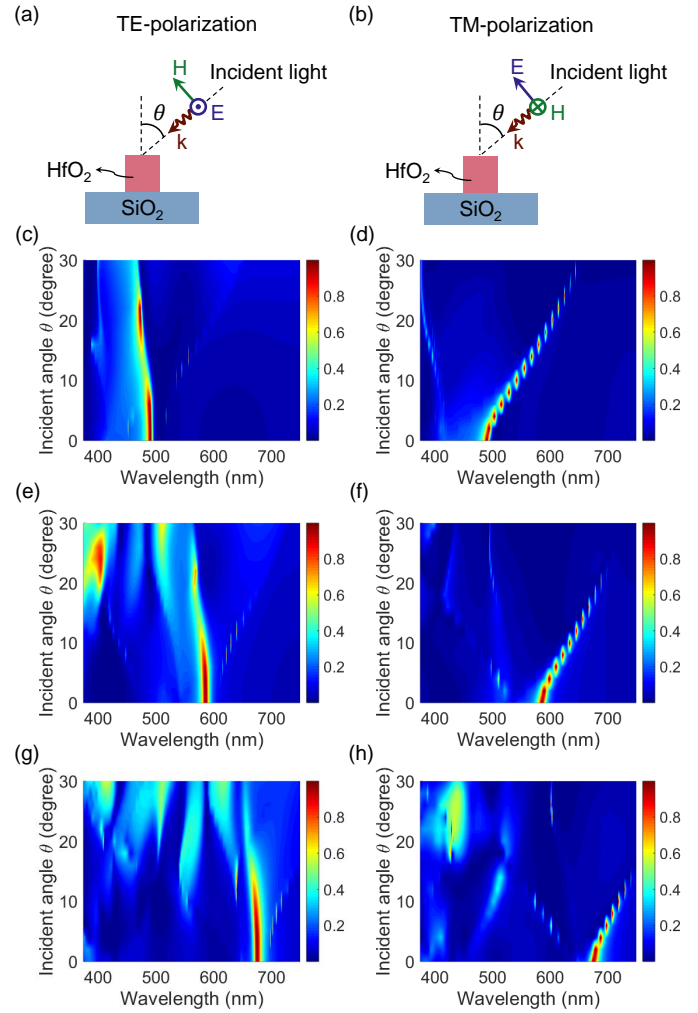 (a) TE-polarization
(b) TM-polarization
H
Incident light
E
θ
k
HfO2
SiO2
E
Incident light
H
θ
k
HfO2
SiO2
(c)
Incident angle θ (degree)
30
20
10
0
400 500 600 700
Wavelength (nm)
0.8
0.6
0.4
0.2
(d)
Incident angle θ (degree)
30
20
10
0
400 500 600 700
Wavelength (nm)
0.8
0.6
0.4
0.2
(e)
Incident angle θ (degree)
30
20
10
0
400 500 600 700
Wavelength (nm)
0.8
0.6
0.4
0.2
(f)
Incident angle θ (degree)
30
20
10
0
400 500 600 700
Wavelength (nm)
0.8
0.6
0.4
0.2
(g)
Incident angle θ (degree)
30
20
10
0
400 500 600 700
Wavelength (nm)
0.8
0.6
0.4
0.2
(h)
Incident angle θ (degree)
30
20
10
0
400 500 600 700
Wavelength (nm)
0.8
0.6
0.4
0.2